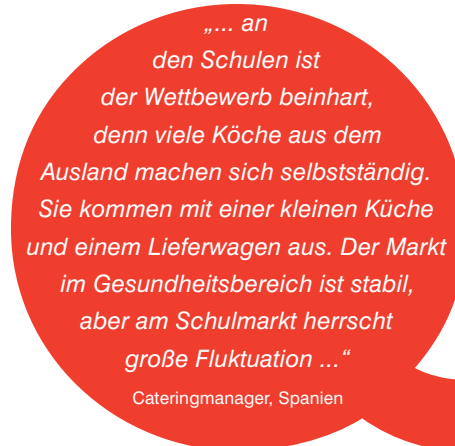 „... an
den Schulen ist
der Wettbewerb beinhart,
denn viele Köche aus dem
Ausland machen sich selbstständig.
Sie kommen mit einer kleinen Küche
und einem Lieferwagen aus. Der Markt
im Gesundheitsbereich ist stabil,
aber am Schulmarkt herrscht
große Fluktuation ...“
Cateringmanager, Spanien